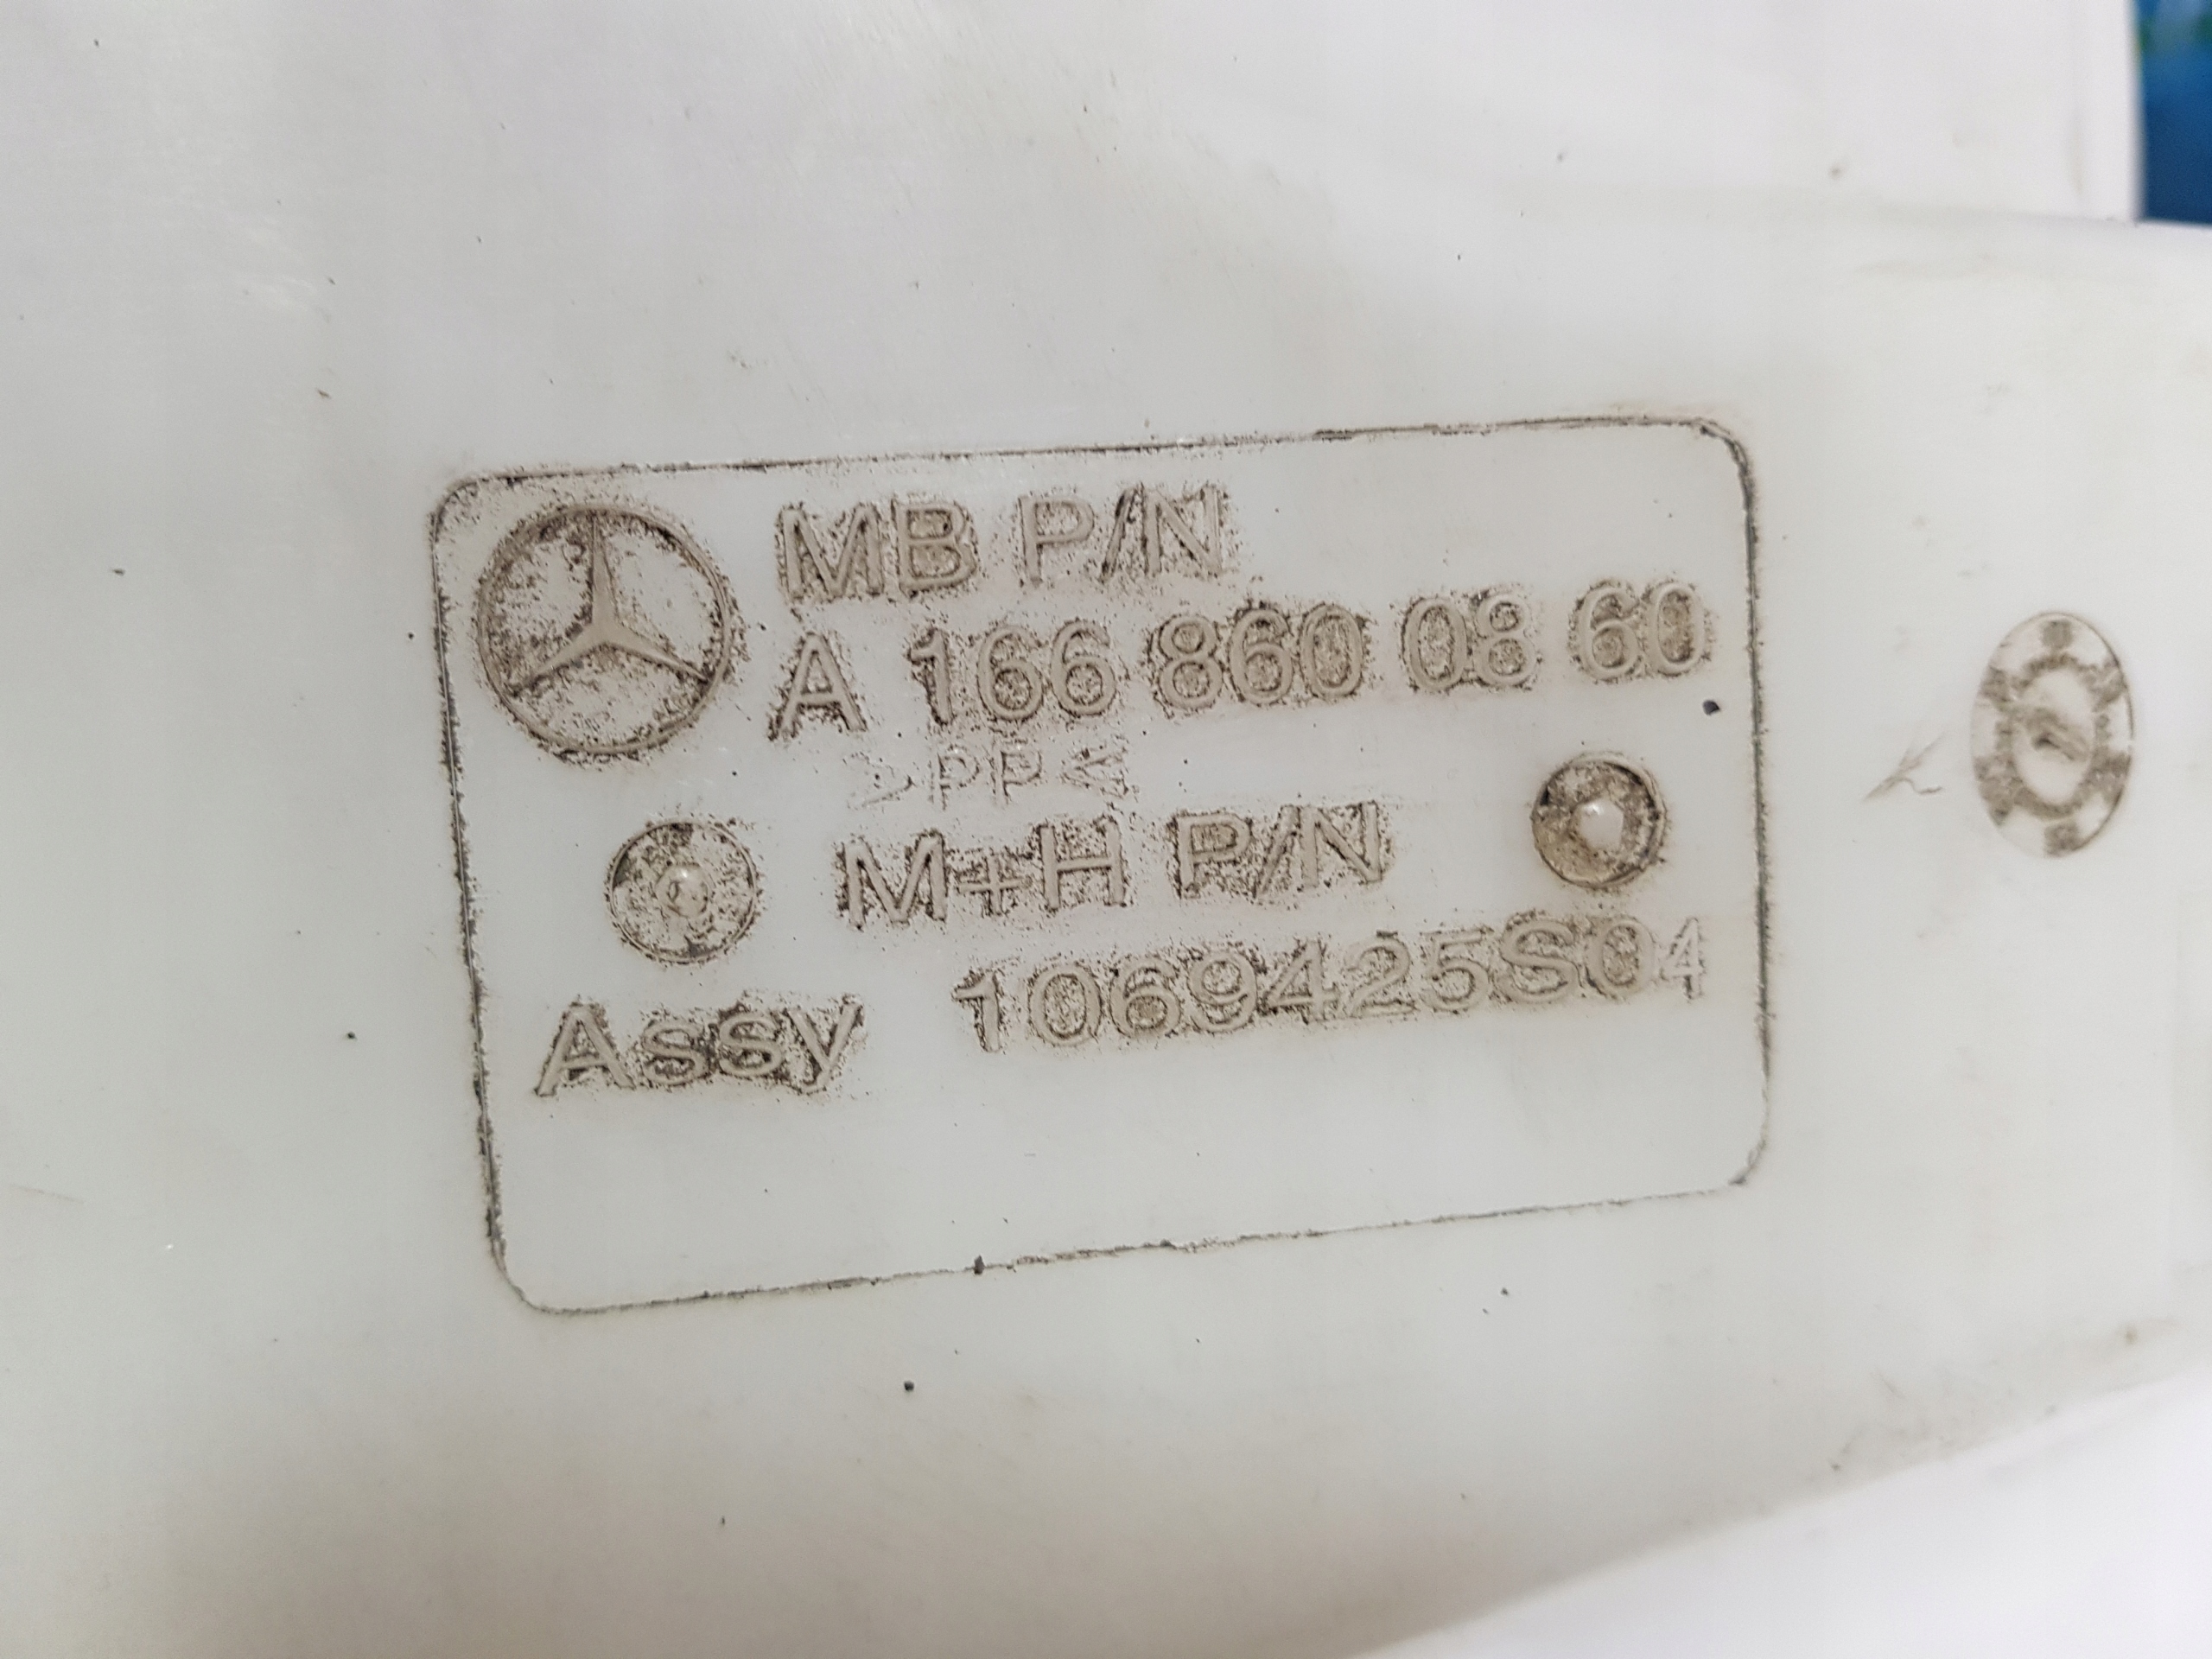 MB P/N
A 166 860 08 60
>PP<
M+H P/N
Assy 1069425S04